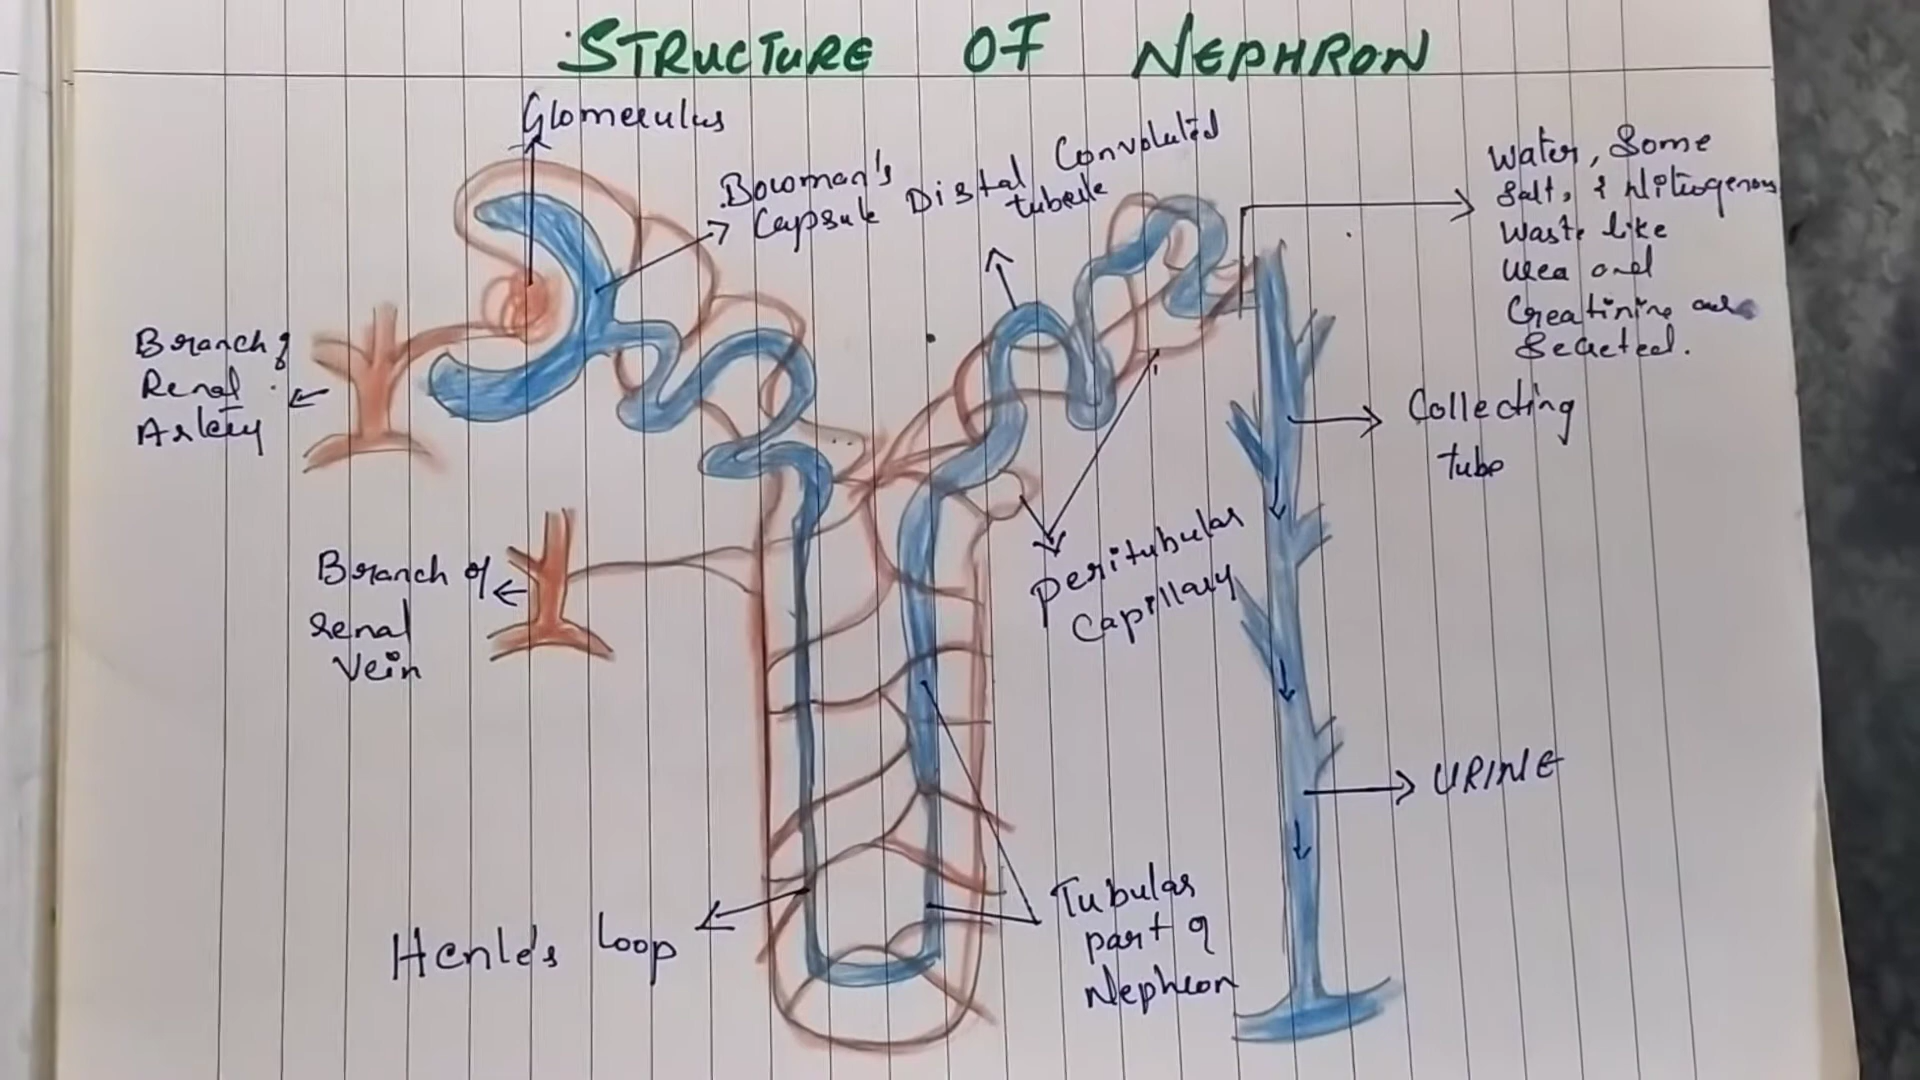 STRUCTURE OF NEPHRON
Glomerulus
Bowman's
Capsule
Distal Convoluted
tubule
Water, Some
Salt, & Nitrogenous
Waste like
Urea and
Creatinine are
Secreted.
Branch of
Renal
Artery
Collecting
tube
Branch of
renal
Vein
Peritubular
Capillary
URINE
Henle's Loop
Tubular
part of
Nephron